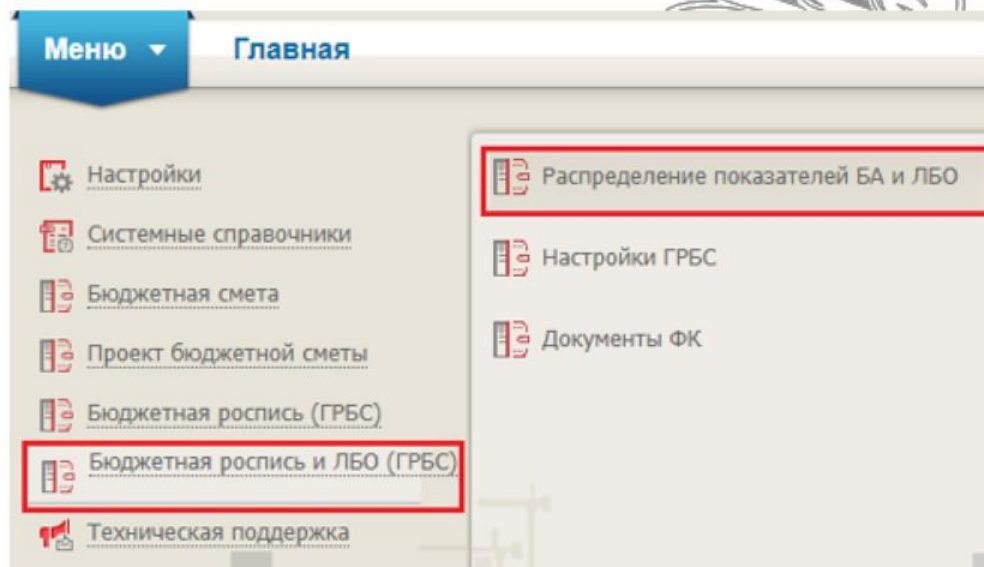 Меню
Главная
Настройки
Системные справочники
Бюджетная смета
Проект бюджетной сметы
Бюджетная роспись (ГРБС)
Бюджетная роспись и ЛБО (ГРБС)
Техническая поддержка
Распределение показателей БА и ЛБО
Настройки ГРБС
Документы ФК